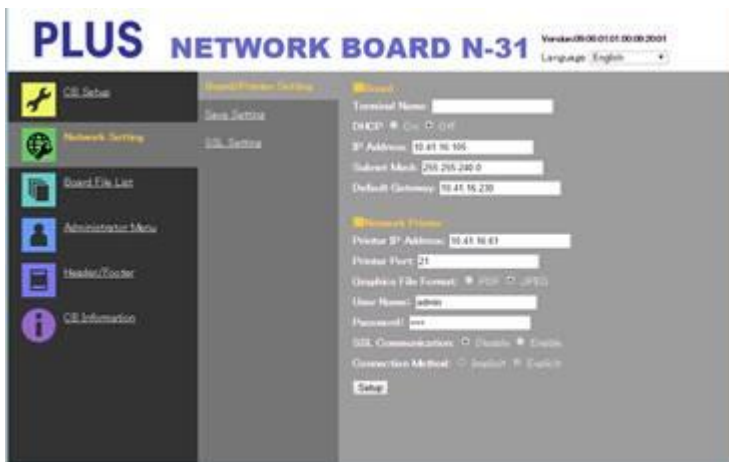 PLUS NETWORK BOARD N-31
Language English
CB Setup
Network Setting
Board File List
Administrator Menu
Header/Footer
CB Information
Board/Printer Setting
Save Setting
SSL Setting
Board
Terminal Name:
DHCP: On Off
IP Address: 10.41.16.105
Subnet Mask: 255.255.240.0
Default Gateway: 10.41.16.230
Network Printer
Printer IP Address: 10.41.16.61
Printer Port: 21
Graphics File Format: PDF JPEG
User Name: admin
Password: ••••
SSL Communication: Disable Enable
Connection Method: Implicit Explicit
Setup